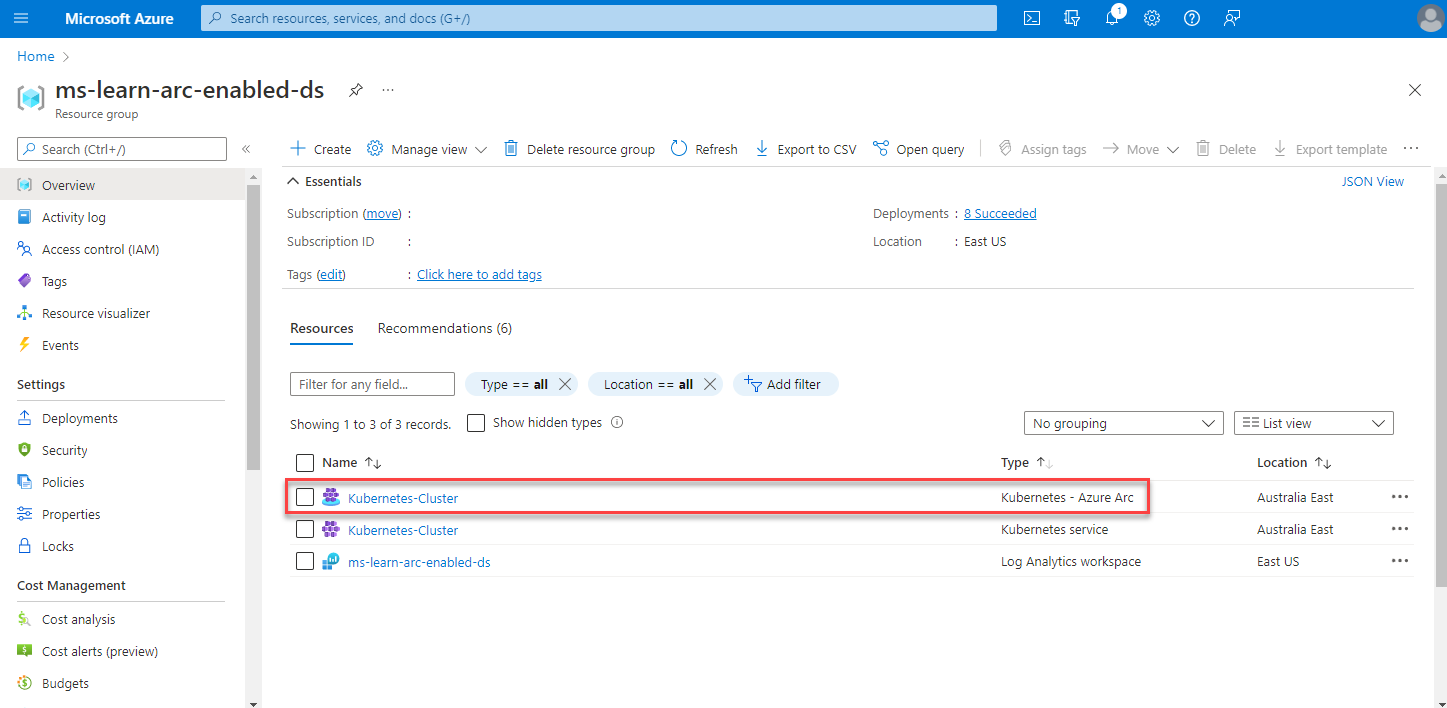 Microsoft Azure
Search resources, services, and docs (G+/)
1
Home
ms-learn-arc-enabled-ds
Resource group
Search (Ctrl+/)
Overview
Activity log
Access control (IAM)
Tags
Resource visualizer
Events
Settings
Deployments
Security
Policies
Properties
Locks
Cost Management
Cost analysis
Cost alerts (preview)
Budgets
Create Manage view Delete resource group Refresh Export to CSV Open query Assign tags Move Delete Export template
Essentials JSON View
Subscription (move) : Deployments : 8 Succeeded
Subscription ID : Location : East US
Tags (edit) : Click here to add tags
Resources Recommendations (6)
Filter for any field... Type == all Location == all Add filter
Showing 1 to 3 of 3 records. Show hidden types No grouping List view
Name Type Location
Kubernetes-Cluster Kubernetes - Azure Arc Australia East
Kubernetes-Cluster Kubernetes service Australia East
ms-learn-arc-enabled-ds Log Analytics workspace East US